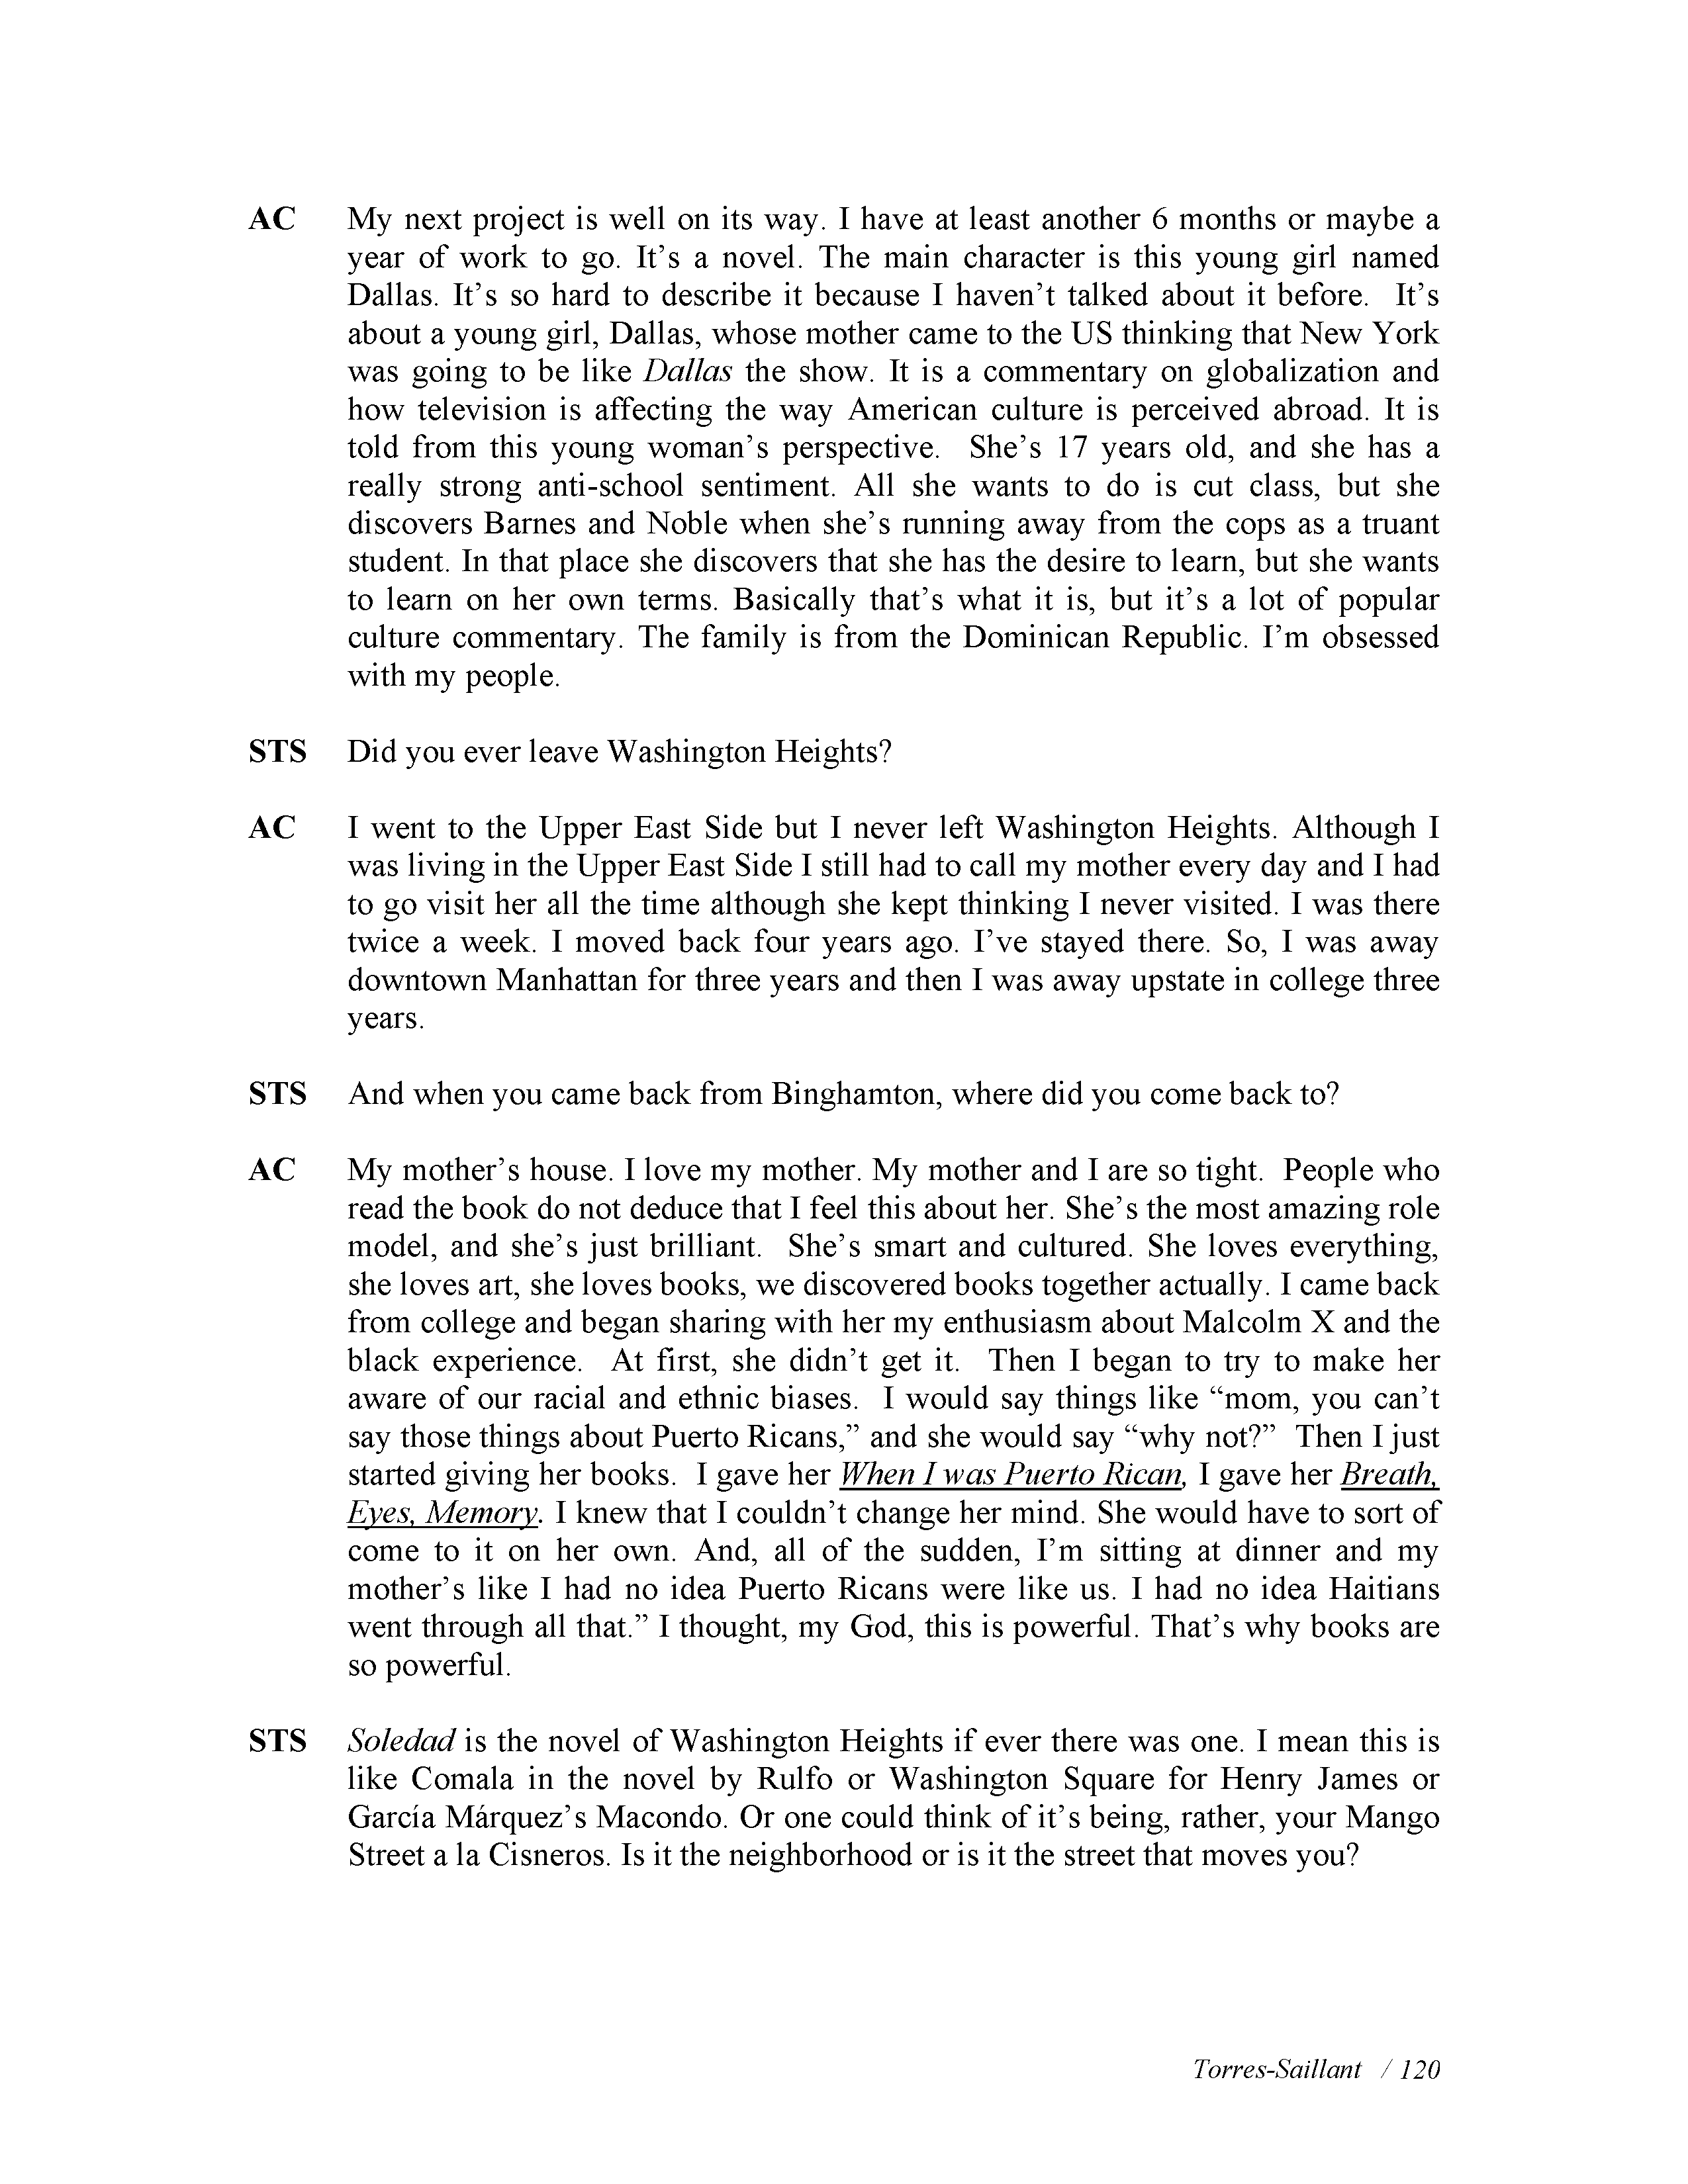 AC My next project is well on its way. I have at least another 6 months or maybe a
year of work to go. It’s a novel. The main character is this young girl named
Dallas. It’s so hard to describe it because I haven’t talked about it before.  It’s
about a young girl, Dallas, whose mother came to the US thinking that New York
was going to be like Dallas the show. It is a commentary on globalization and
how television is affecting the way American culture is perceived abroad. It is
told from this young woman’s perspective.  She’s 17 years old, and she has a
really strong anti-school sentiment. All she wants to do is cut class, but she
discovers Barnes and Noble when she’s running away from the cops as a truant
student. In that place she discovers that she has the desire to learn, but she wants
to learn on her own terms. Basically that’s what it is, but it’s a lot of popular
culture commentary. The family is from the Dominican Republic. I’m obsessed
with my people.
STS Did you ever leave Washington Heights?
AC I went to the Upper East Side but I never left Washington Heights. Although I
was living in the Upper East Side I still had to call my mother every day and I had
to go visit her all the time although she kept thinking I never visited. I was there
twice a week. I moved back four years ago. I’ve stayed there. So, I was away
downtown Manhattan for three years and then I was away upstate in college three
years.
STS And when you came back from Binghamton, where did you come back to?
AC My mother’s house. I love my mother. My mother and I are so tight.  People who
read the book do not deduce that I feel this about her. She’s the most amazing role
model, and she’s just brilliant.  She’s smart and cultured. She loves everything,
she loves art, she loves books, we discovered books together actually. I came back
from college and began sharing with her my enthusiasm about Malcolm X and the
black experience.  At first, she didn’t get it.  Then I began to try to make her
aware of our racial and ethnic biases.  I would say things like “mom, you can’t
say those things about Puerto Ricans,” and she would say “why not?”  Then I just
started giving her books.  I gave her When I was Puerto Rican, I gave her Breath,
Eyes, Memory. I knew that I couldn’t change her mind. She would have to sort of
come to it on her own. And, all of the sudden, I’m sitting at dinner and my
mother’s like I had no idea Puerto Ricans were like us. I had no idea Haitians
went through all that.” I thought, my God, this is powerful. That’s why books are
so powerful.
STS Soledad is the novel of Washington Heights if ever there was one. I mean this is
like Comala in the novel by Rulfo or Washington Square for Henry James or
García Márquez’s Macondo. Or one could think of it’s being, rather, your Mango
Street a la Cisneros. Is it the neighborhood or is it the street that moves you?
Torres-Saillant / 120